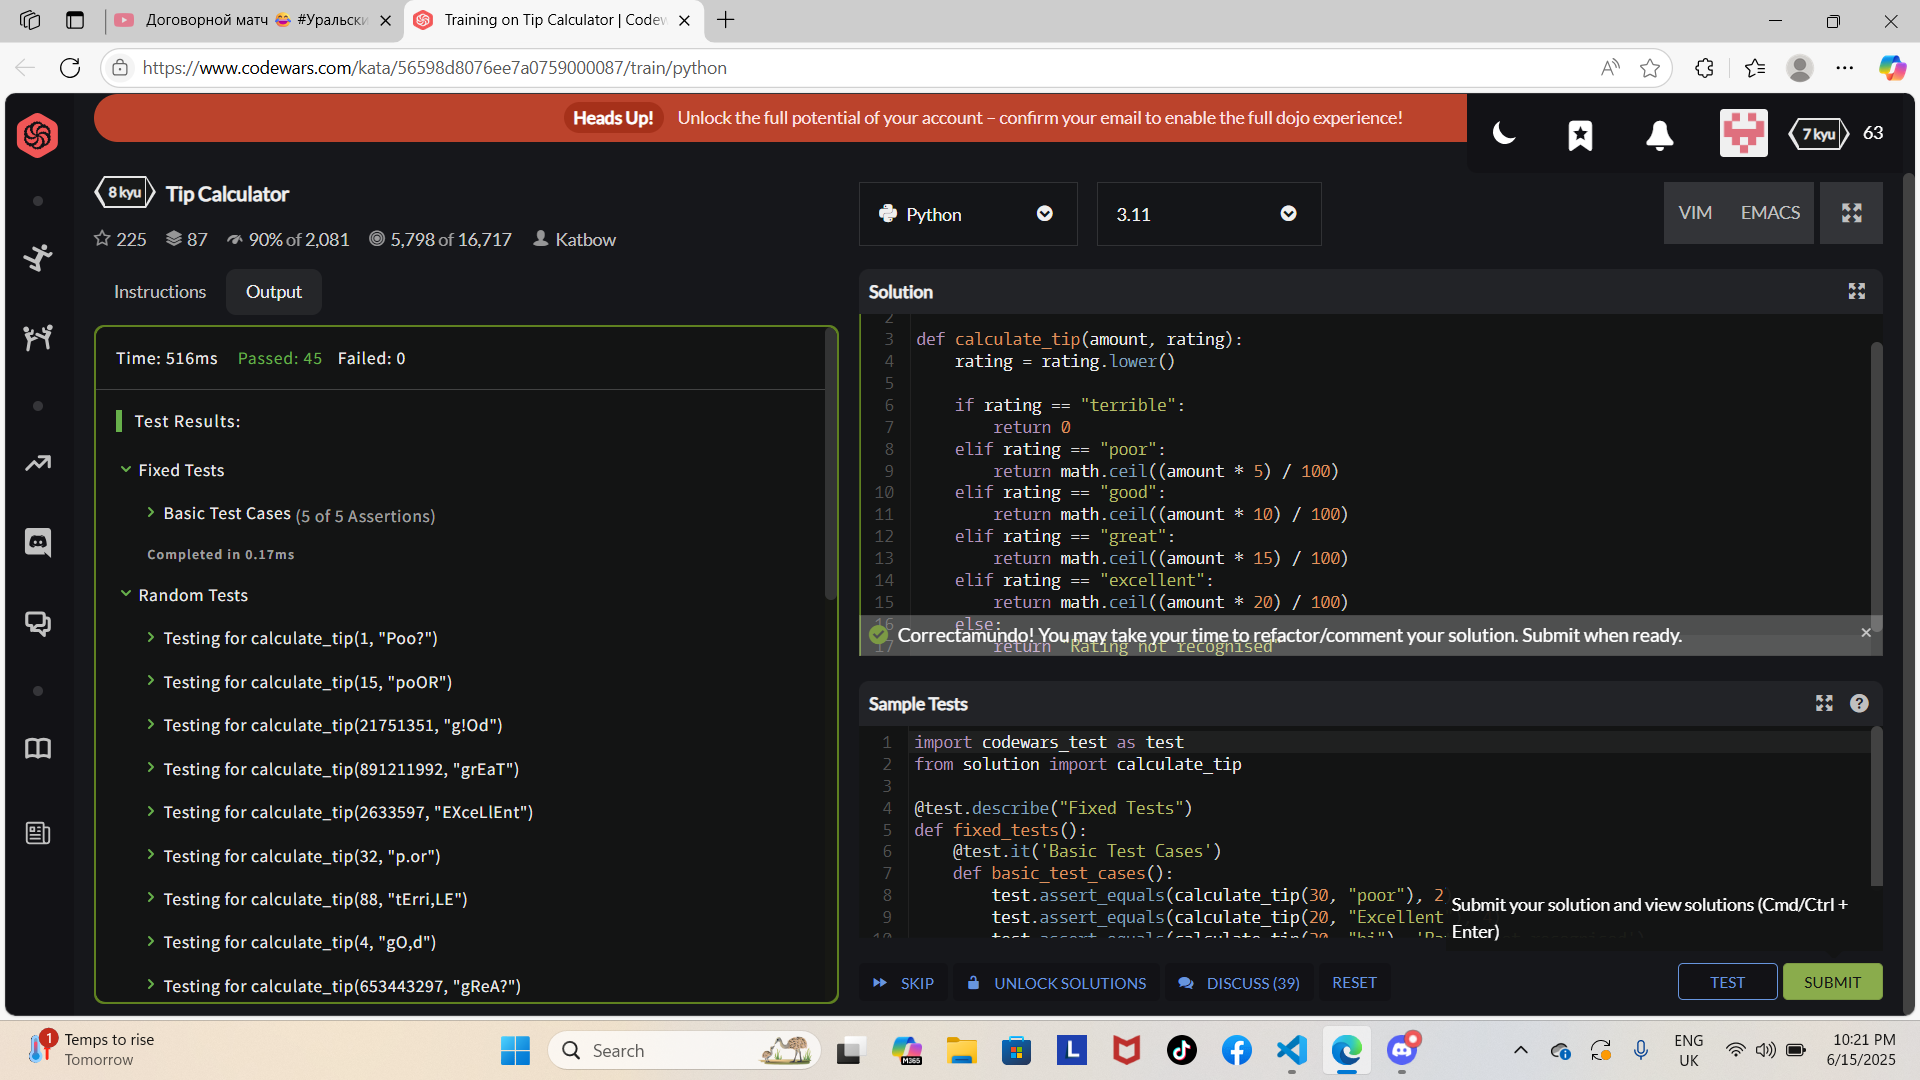 Договорной матч 😂 #Уральски
Training on Tip Calculator | Codew
https://www.codewars.com/kata/56598d8076ee7a0759000087/train/python
Heads Up! Unlock the full potential of your account – confirm your email to enable the full dojo experience!
7 kyu 63
8 kyu Tip Calculator
225 87 90% of 2,081 5,798 of 16,717 Katbow
Instructions Output
Time: 516ms Passed: 45 Failed: 0
Test Results:
Fixed Tests
Basic Test Cases (5 of 5 Assertions)
Completed in 0.17ms
Random Tests
Testing for calculate_tip(1, "Poo?")
Testing for calculate_tip(15, "poOR")
Testing for calculate_tip(21751351, "g!Od")
Testing for calculate_tip(891211992, "grEaT")
Testing for calculate_tip(2633597, "EXceLlEnt")
Testing for calculate_tip(32, "p.or")
Testing for calculate_tip(88, "tErri,LE")
Testing for calculate_tip(4, "gO,d")
Testing for calculate_tip(653443297, "gReA?")
Python 3.11 VIM EMACS
Solution
2
3 def calculate_tip(amount, rating):
4 rating = rating.lower()
5
6 if rating == "terrible":
7 return 0
8 elif rating == "poor":
9 return math.ceil((amount * 5) / 100)
10 elif rating == "good":
11 return math.ceil((amount * 10) / 100)
12 elif rating == "great":
13 return math.ceil((amount * 15) / 100)
14 elif rating == "excellent":
15 return math.ceil((amount * 20) / 100)
16 else:
Correctamundo! You may take your time to refactor/comment your solution. Submit when ready.
17 return "Rating not recognised"
Sample Tests
1 import codewars_test as test
2 from solution import calculate_tip
3
4 @test.describe("Fixed Tests")
5 def fixed_tests():
6 @test.it('Basic Test Cases')
7 def basic_test_cases():
8 test.assert_equals(calculate_tip(30, "poor"), 2
9 test.assert_equals(calculate_tip(20, "Excellent
10 test.assert_equals(calculate_tip(20, "hi"), 'Ra
Submit your solution and view solutions (Cmd/Ctrl +
Enter)
SKIP UNLOCK SOLUTIONS DISCUSS (39) RESET TEST SUBMIT
1 Temps to rise
Tomorrow
Search
M365
L
ENG
UK
10:21 PM
6/15/2025